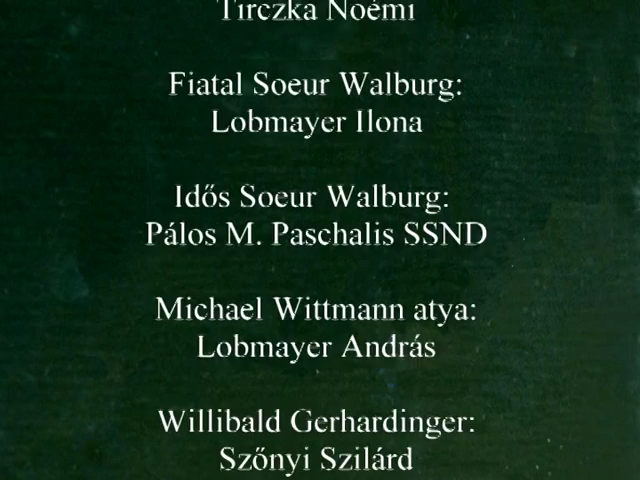 Tirczka Noémi
Fiatal Soeur Walburg:
Lobmayer Ilona
Idős Soeur Walburg:
Pálos M. Paschalis SSND
Michael Wittmann atya:
Lobmayer András
Willibald Gerhardinger:
Szőnyi Szilárd